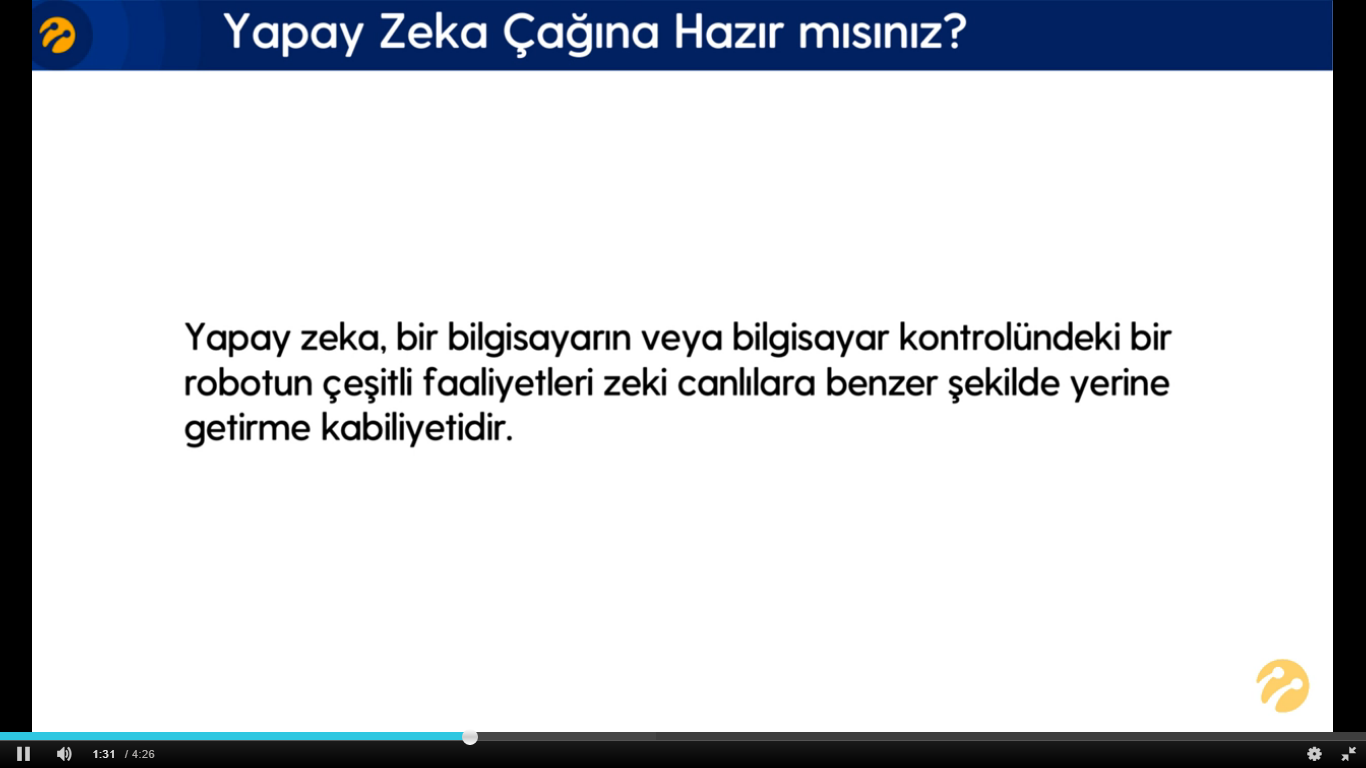 Yapay Zeka Çağına Hazır mısınız?
Yapay zeka, bir bilgisayarın veya bilgisayar kontrolündeki bir
robotun çeşitli faaliyetleri zeki canlılara benzer şekilde yerine
getirme kabiliyetidir.
1:31 / 4:26